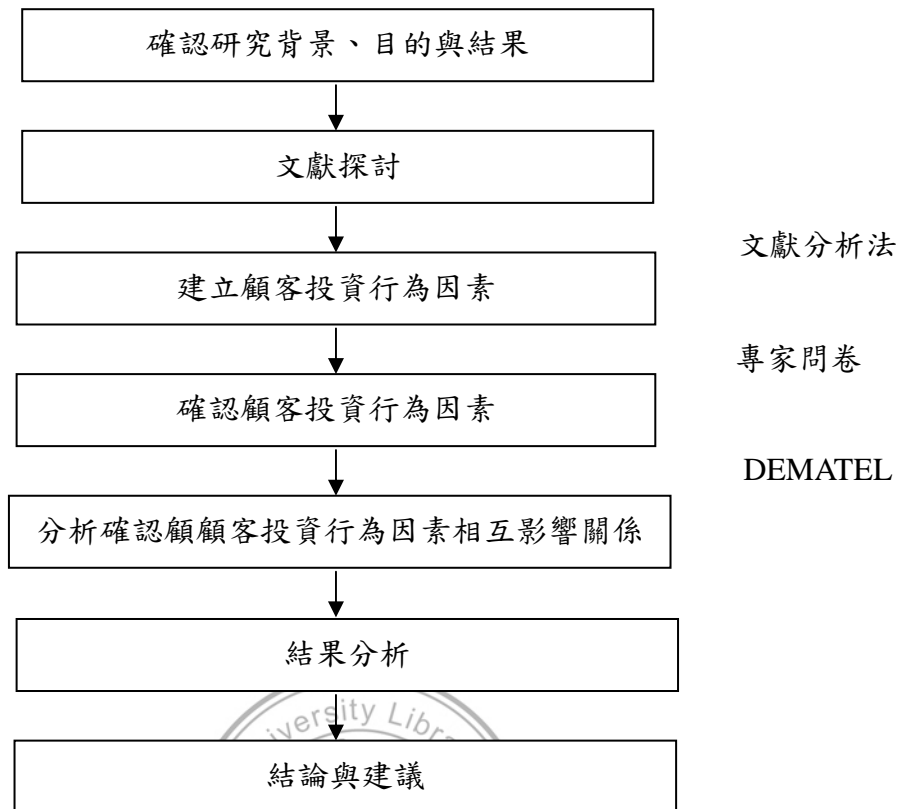 確認研究背景、目的與結果
文獻探討
文獻分析法
建立顧客投資行為因素
專家問卷
確認顧客投資行為因素
DEMATEL
分析確認顧顧客投資行為因素相互影響關係
結果分析
結論與建議